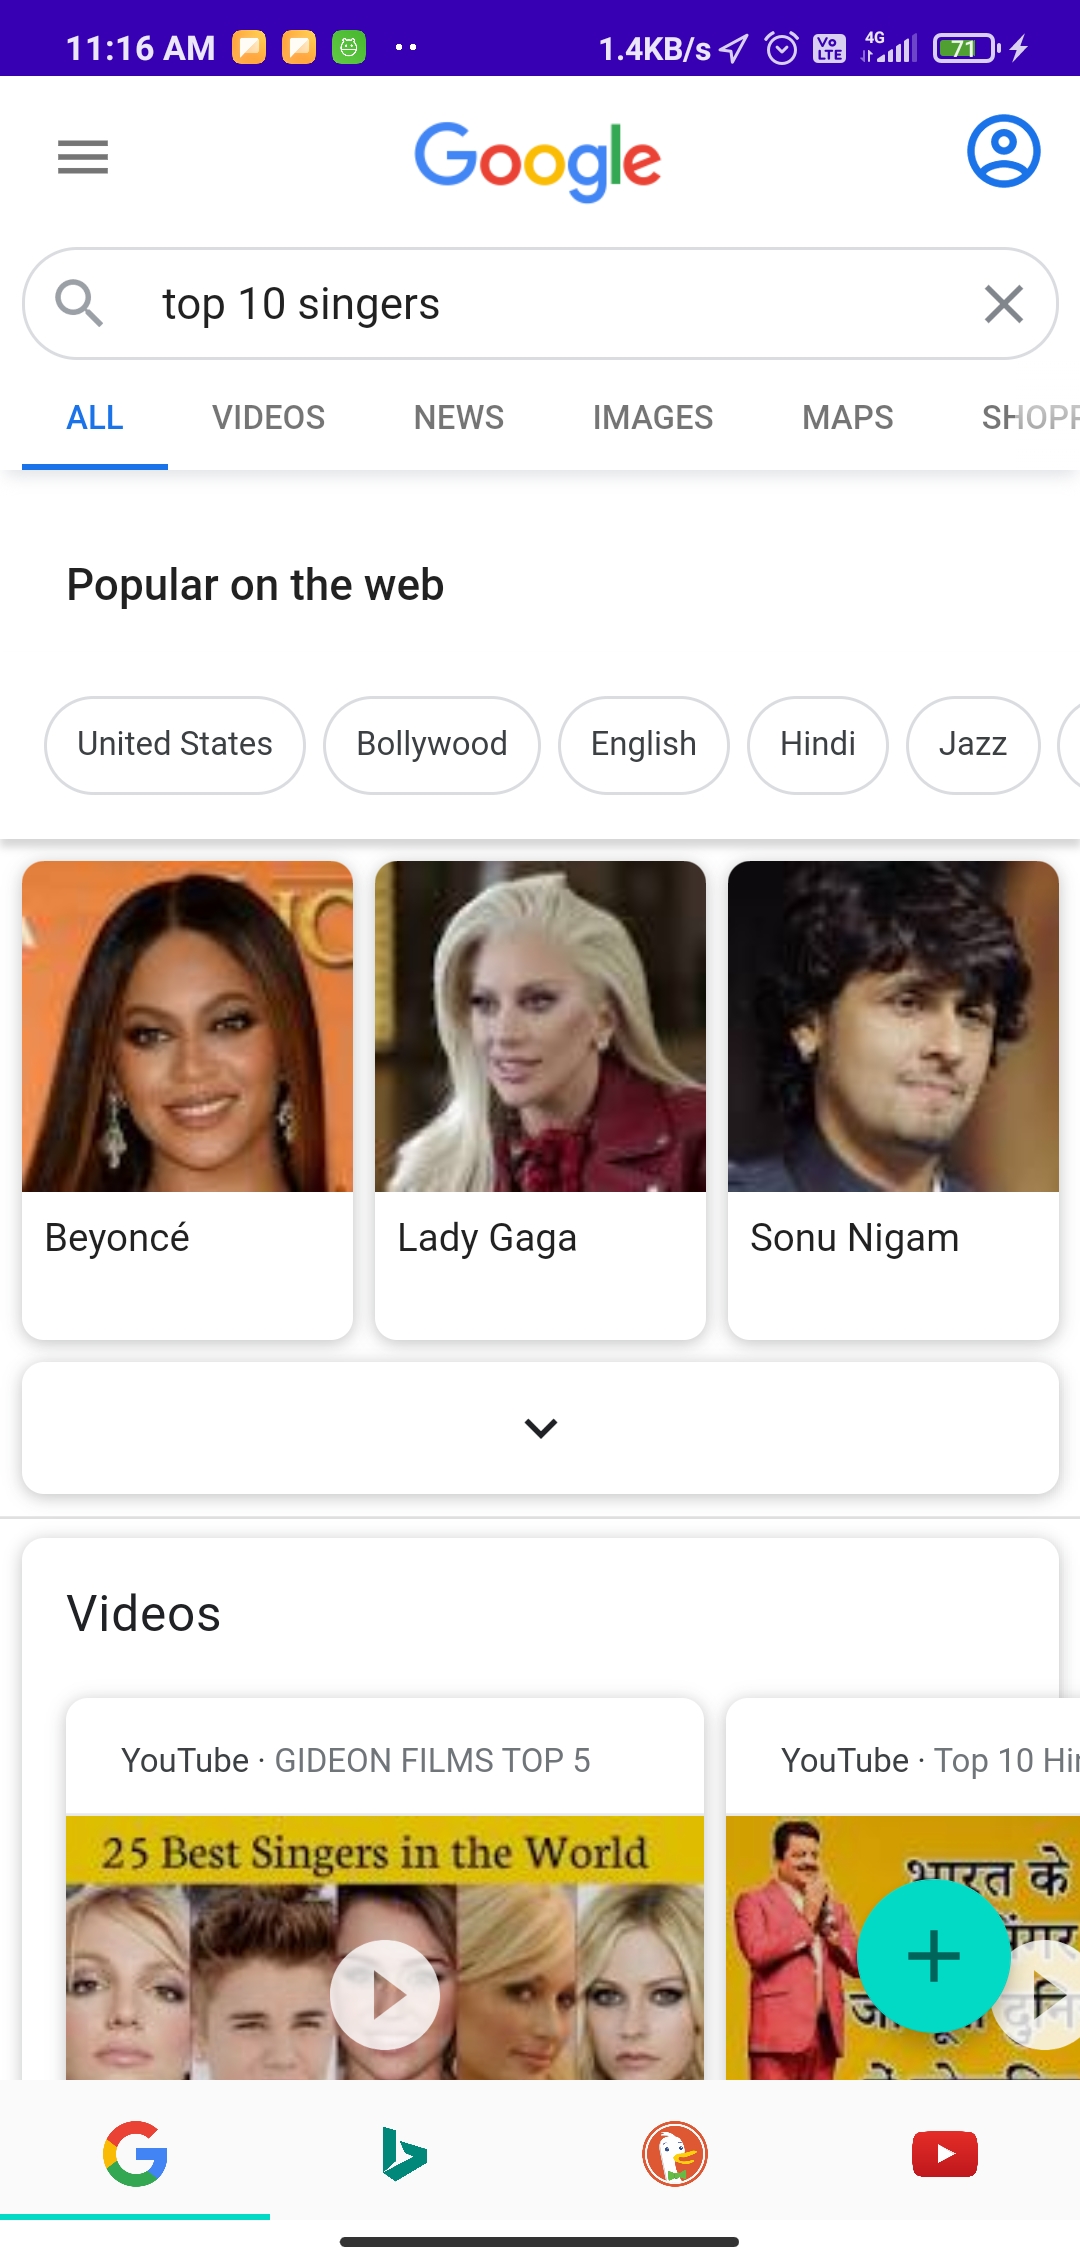 11:16 AM
1.4KB/s
Vo LTE
4G
71
Google
top 10 singers
ALL VIDEOS NEWS IMAGES MAPS SHOPP
Popular on the web
United States Bollywood English Hindi Jazz
Beyoncé Lady Gaga Sonu Nigam
Videos
YouTube · GIDEON FILMS TOP 5
YouTube · Top 10 Hin
25 Best Singers in the World
भारत के